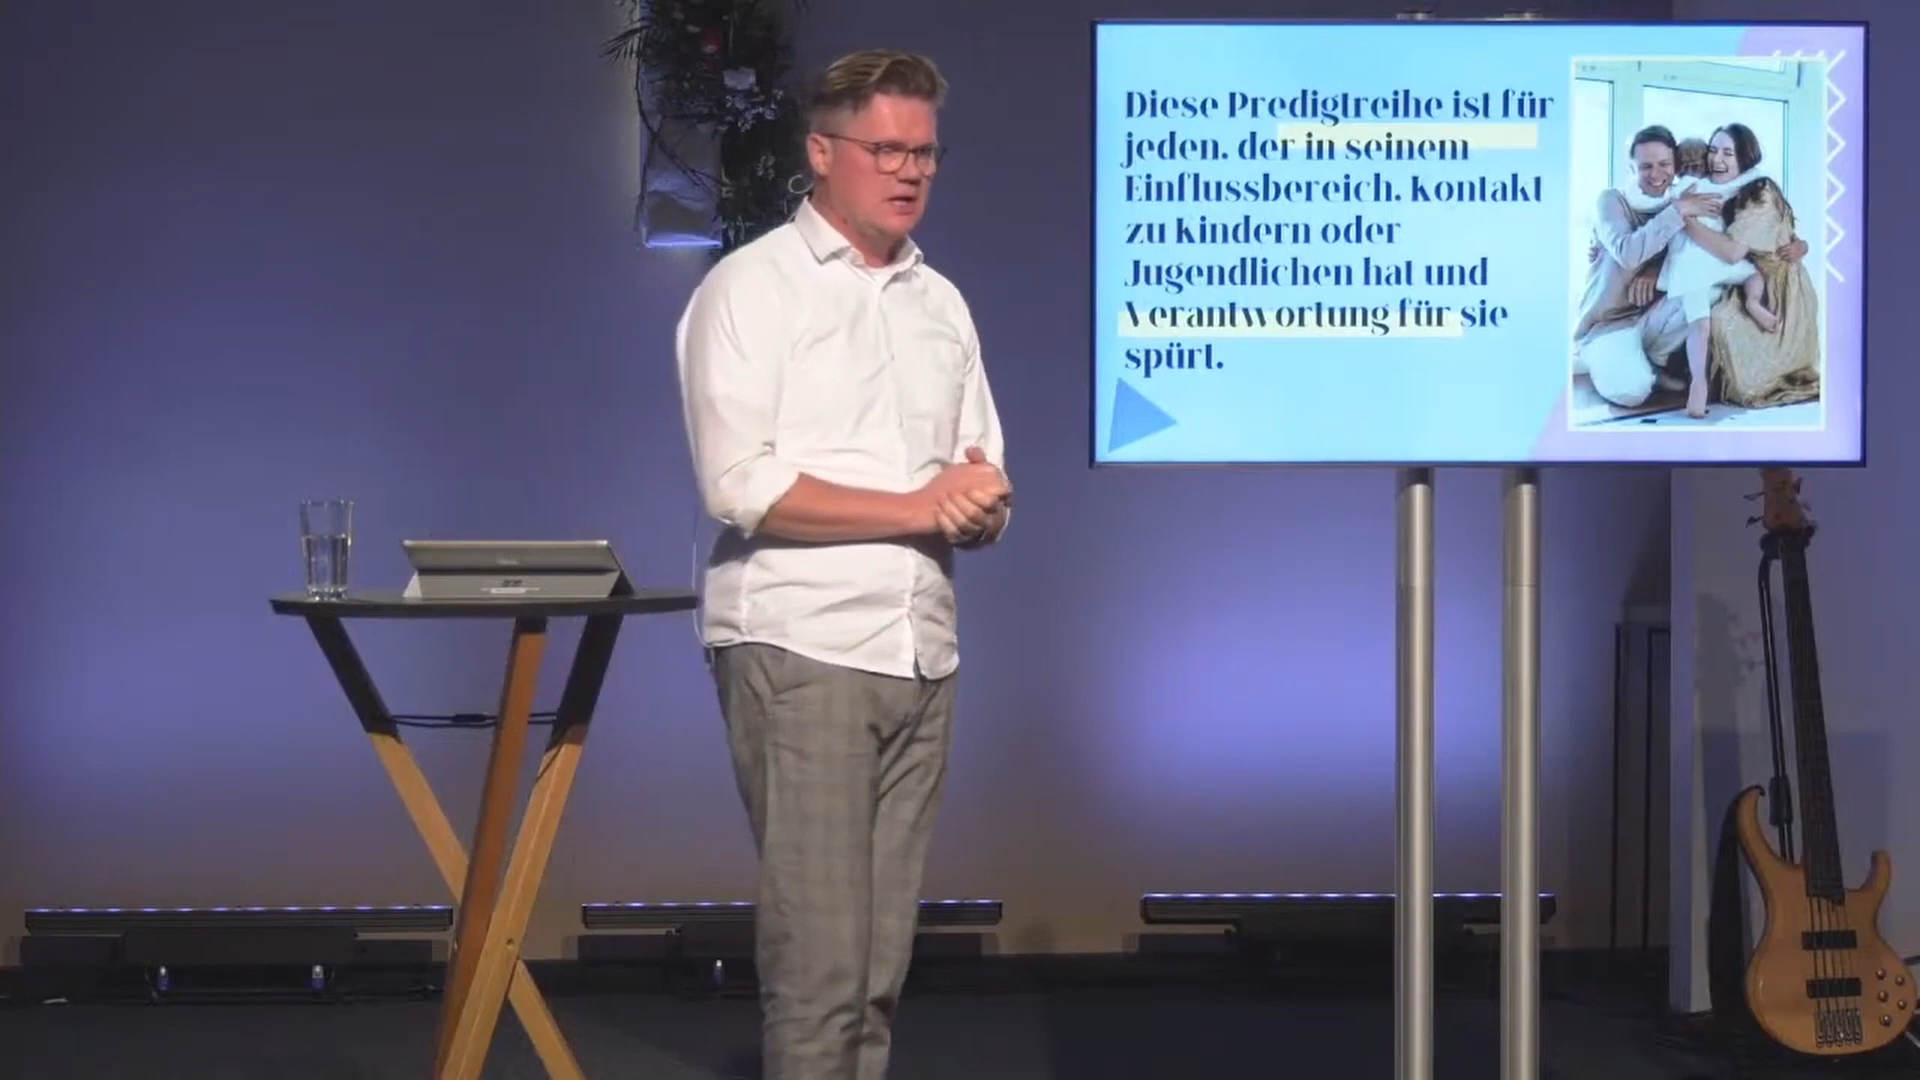 Diese Predigtreihe ist für
jeden, der in seinem
Einflussbereich, Kontakt
zu Kindern oder
Jugendlichen hat und
Verantwortung für sie
spürt.